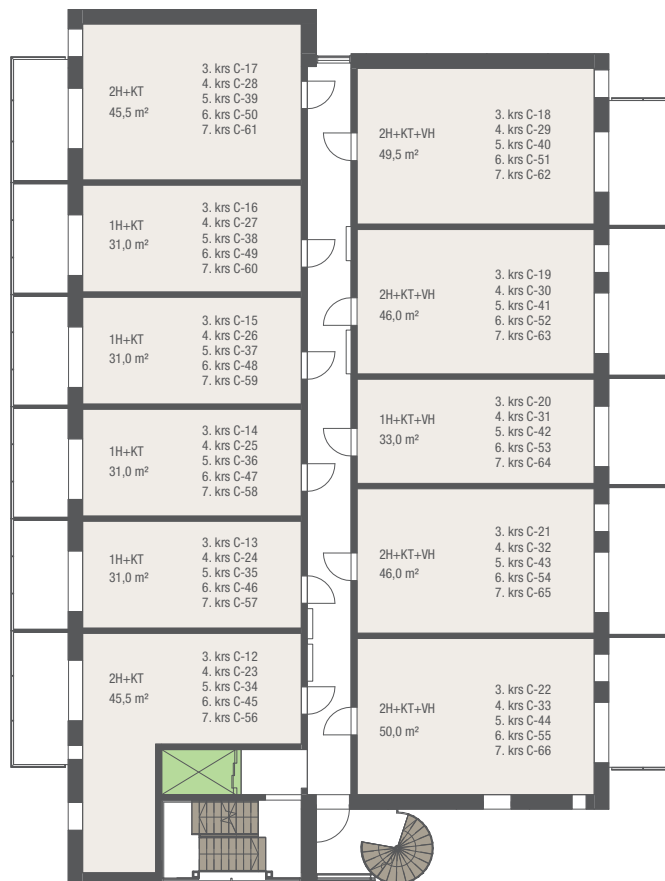 2H+KT
45,5 m²
3. krs C-17
4. krs C-28
5. krs C-39
6. krs C-50
7. krs C-61
2H+KT+VH
49,5 m²
3. krs C-18
4. krs C-29
5. krs C-40
6. krs C-51
7. krs C-62
1H+KT
31,0 m²
3. krs C-16
4. krs C-27
5. krs C-38
6. krs C-49
7. krs C-60
2H+KT+VH
46,0 m²
3. krs C-19
4. krs C-30
5. krs C-41
6. krs C-52
7. krs C-63
1H+KT
31,0 m²
3. krs C-15
4. krs C-26
5. krs C-37
6. krs C-48
7. krs C-59
1H+KT+VH
33,0 m²
3. krs C-20
4. krs C-31
5. krs C-42
6. krs C-53
7. krs C-64
1H+KT
31,0 m²
3. krs C-14
4. krs C-25
5. krs C-36
6. krs C-47
7. krs C-58
2H+KT+VH
46,0 m²
3. krs C-21
4. krs C-32
5. krs C-43
6. krs C-54
7. krs C-65
1H+KT
31,0 m²
3. krs C-13
4. krs C-24
5. krs C-35
6. krs C-46
7. krs C-57
2H+KT
45,5 m²
3. krs C-12
4. krs C-23
5. krs C-34
6. krs C-45
7. krs C-56
2H+KT+VH
50,0 m²
3. krs C-22
4. krs C-33
5. krs C-44
6. krs C-55
7. krs C-66